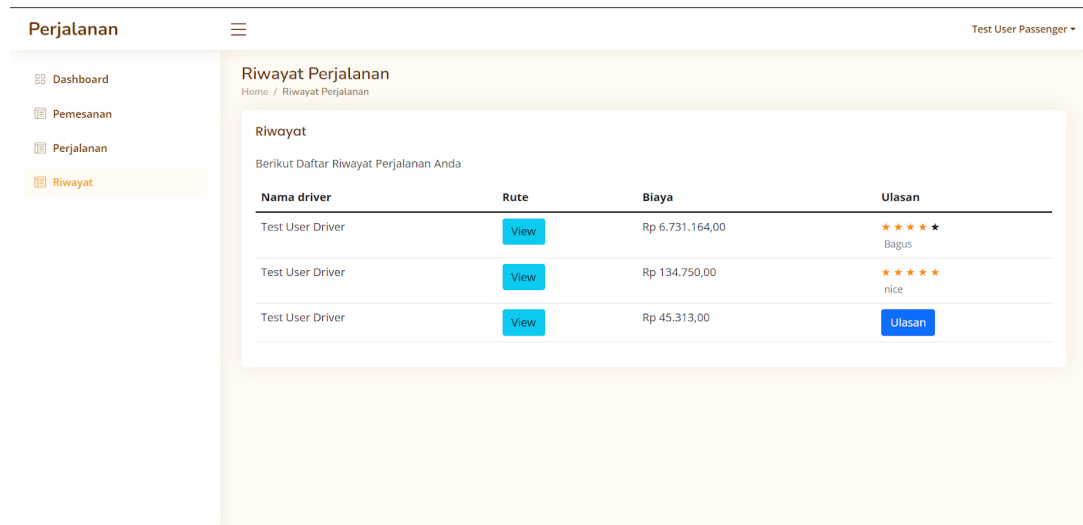 Perjalanan
Test User Passenger
Dashboard
Pemesanan
Perjalanan
Riwayat
Riwayat Perjalanan
Home / Riwayat Perjalanan
Riwayat
Berikut Daftar Riwayat Perjalanan Anda
Nama driver Rute Biaya Ulasan
Test User Driver View Rp 6.731.164,00 ★★★★★
Bagus
Test User Driver View Rp 134.750,00 ★★★★★
nice
Test User Driver View Rp 45.313,00 Ulasan